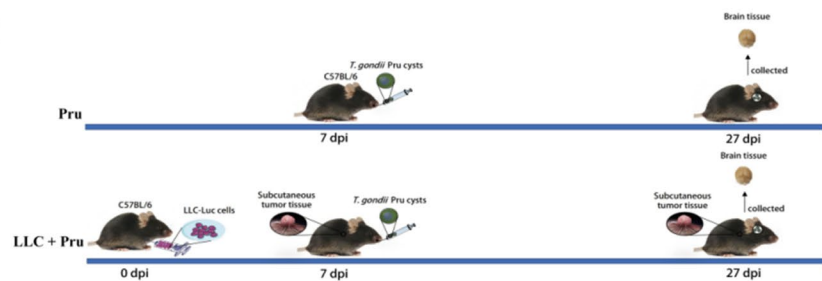 Brain tissue
T. gondii Pru cysts
C57BL/6
collected
Pru
7 dpi
27 dpi
Brain tissue
C57BL/6
LLC-Luc cells
Subcutaneous
tumor tissue
T. gondii Pru cysts
Subcutaneous
tumor tissue
collected
LLC + Pru
0 dpi
7 dpi
27 dpi